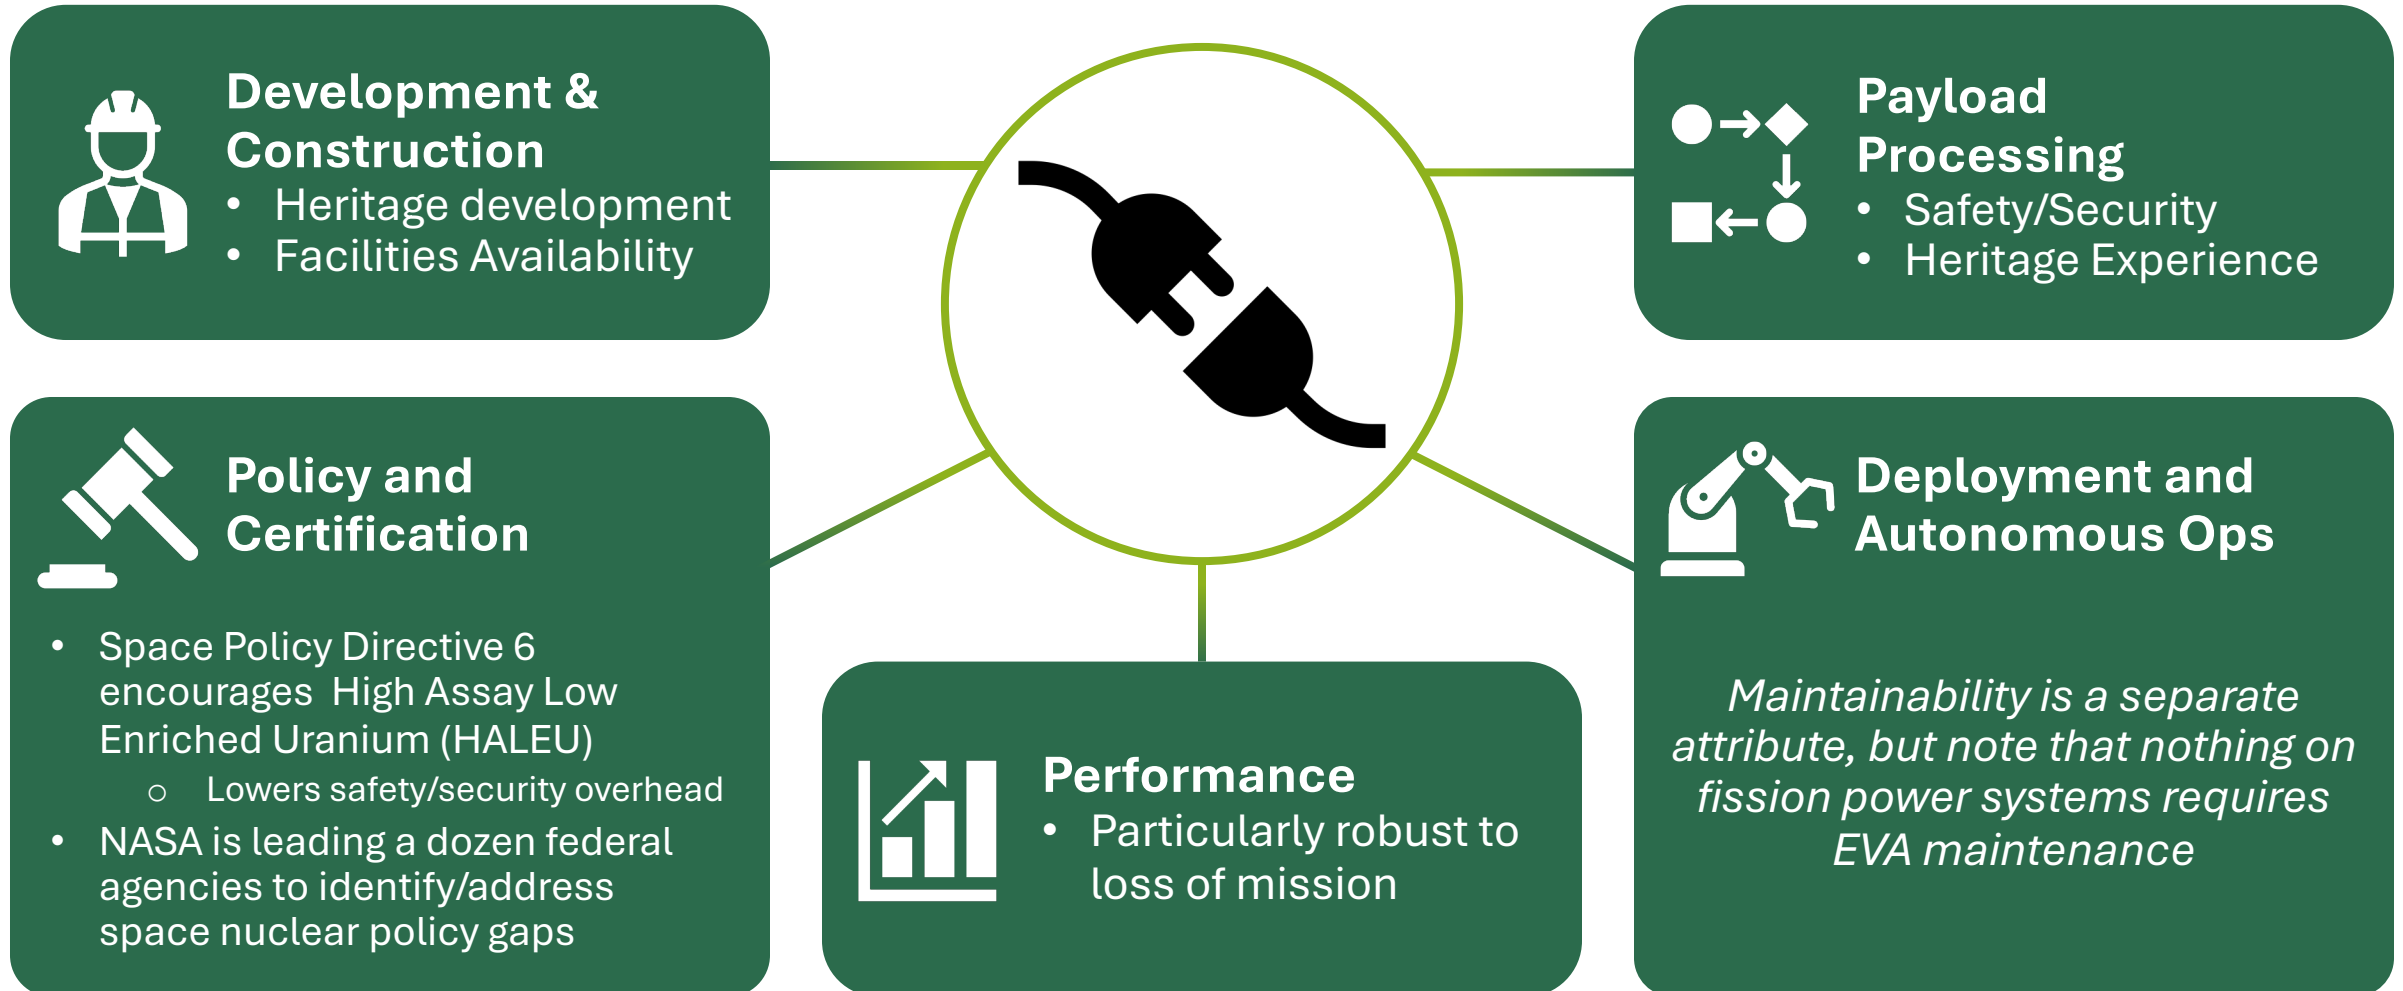 Development &
Construction
• Heritage development
• Facilities Availability
Payload
Processing
• Safety/Security
• Heritage Experience
Policy and
Certification
• Space Policy Directive 6
encourages  High Assay Low
Enriched Uranium (HALEU)
o Lowers safety/security overhead
• NASA is leading a dozen federal
agencies to identify/address
space nuclear policy gaps
Performance
• Particularly robust to
loss of mission
Deployment and
Autonomous Ops
Maintainability is a separate
attribute, but note that nothing on
fission power systems requires
EVA maintenance